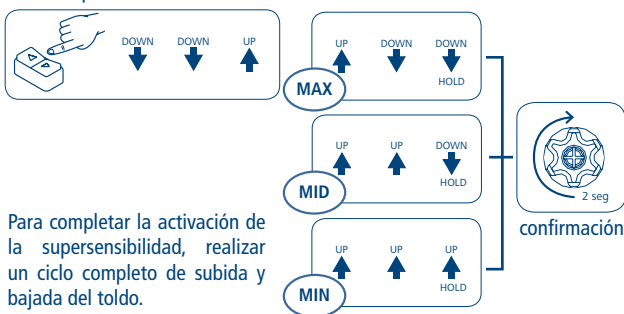 DOWN DOWN UP
UP DOWN DOWN
HOLD
MAX
UP UP DOWN
HOLD
MID
UP UP UP
HOLD
MIN
2 seg
confirmación
Para completar la activación de
la supersensibilidad, realizar
un ciclo completo de subida y
bajada del toldo.